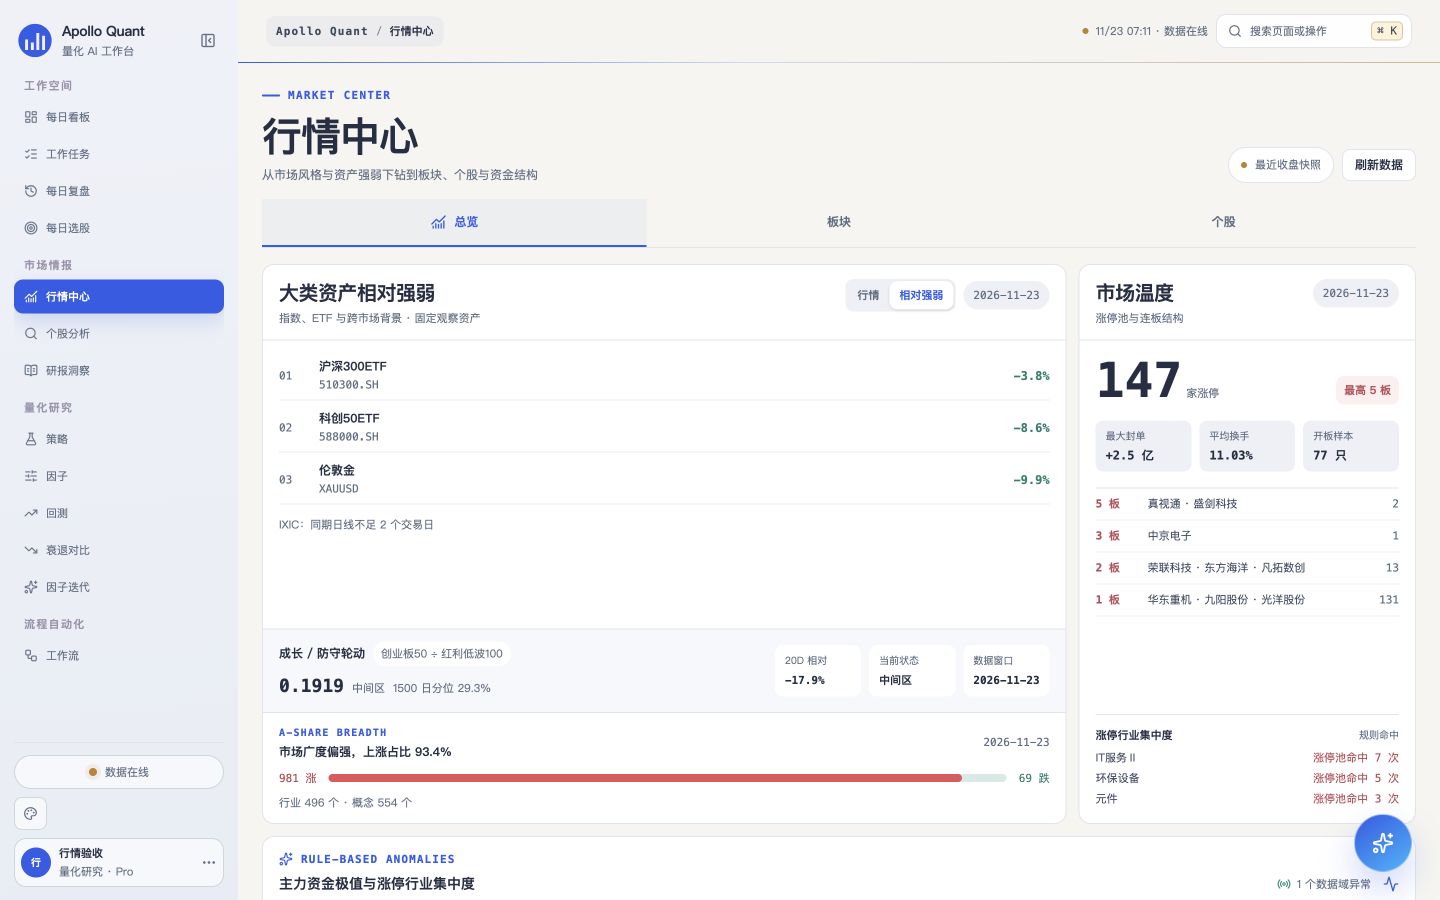 Apollo Quant
量化 AI 工作台
工作空间
每日看板
工作任务
每日复盘
每日选股
市场情报
行情中心
个股分析
研报洞察
量化研究
策略
因子
回测
衰退对比
因子迭代
流程自动化
工作流
数据在线
行
行情验收
量化研究 · Pro
Apollo Quant / 行情中心
11/23 07:11 · 数据在线
搜索页面或操作
⌘ K
MARKET CENTER
行情中心
从市场风格与资产强弱下钻到板块、个股与资金结构
最近收盘快照
刷新数据
总览
板块
个股
大类资产相对强弱
指数、ETF 与跨市场背景 · 固定观察资产
行情
相对强弱
2026-11-23
01 沪深300ETF
510300.SH
-3.8%
02 科创50ETF
588000.SH
-8.6%
03 伦敦金
XAUUSD
-9.9%
IXIC：同期日线不足 2 个交易日
成长 / 防守轮动 创业板50 ÷ 红利低波100
0.1919 中间区 1500 日分位 29.3%
20D 相对
-17.9%
当前状态
中间区
数据窗口
2026-11-23
A-SHARE BREADTH
市场广度偏强，上涨占比 93.4%
2026-11-23
981 涨
69 跌
行业 496 个 · 概念 554 个
市场温度
涨停池与连板结构
2026-11-23
147 家涨停
最高 5 板
最大封单
+2.5 亿
平均换手
11.03%
开板样本
77 只
5 板 真视通 · 盛剑科技 2
3 板 中京电子 1
2 板 荣联科技 · 东方海洋 · 凡拓数创 13
1 板 华东重机 · 九阳股份 · 光洋股份 131
涨停行业集中度 规则命中
IT服务Ⅱ 涨停池命中 7 次
环保设备 涨停池命中 5 次
元件 涨停池命中 3 次
RULE-BASED ANOMALIES
主力资金极值与涨停行业集中度
1 个数据域异常